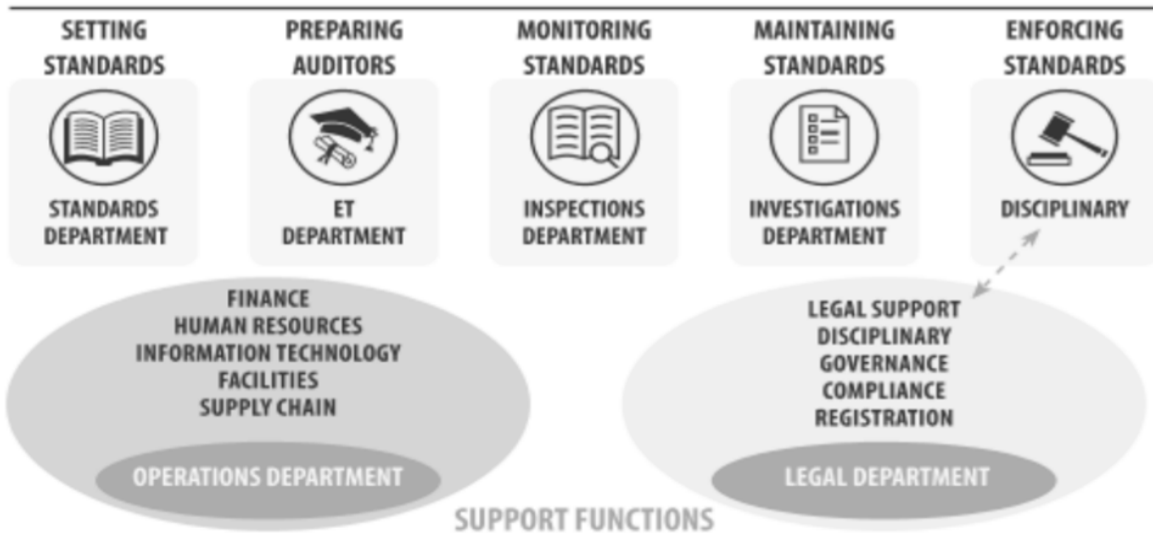 SETTING
STANDARDS
PREPARING
AUDITORS
MONITORING
STANDARDS
MAINTAINING
STANDARDS
ENFORCING
STANDARDS
STANDARDS
DEPARTMENT
ET
DEPARTMENT
INSPECTIONS
DEPARTMENT
INVESTIGATIONS
DEPARTMENT
DISCIPLINARY
FINANCE
HUMAN RESOURCES
INFORMATION TECHNOLOGY
FACILITIES
SUPPLY CHAIN
OPERATIONS DEPARTMENT
LEGAL SUPPORT
DISCIPLINARY
GOVERNANCE
COMPLIANCE
REGISTRATION
LEGAL DEPARTMENT
SUPPORT FUNCTIONS